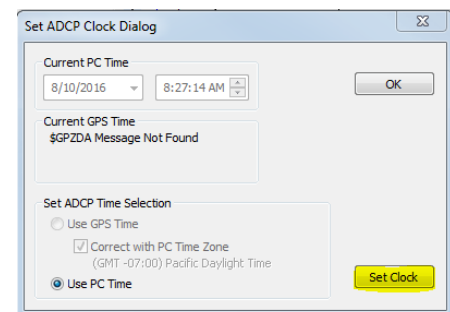 Set ADCP Clock Dialog
Current PC Time
8/10/2016
8:27:14 AM
OK
Current GPS Time
$GPZDA Message Not Found
Set ADCP Time Selection
Use GPS Time
Correct with PC Time Zone
(GMT -07:00) Pacific Daylight Time
Use PC Time
Set Clock